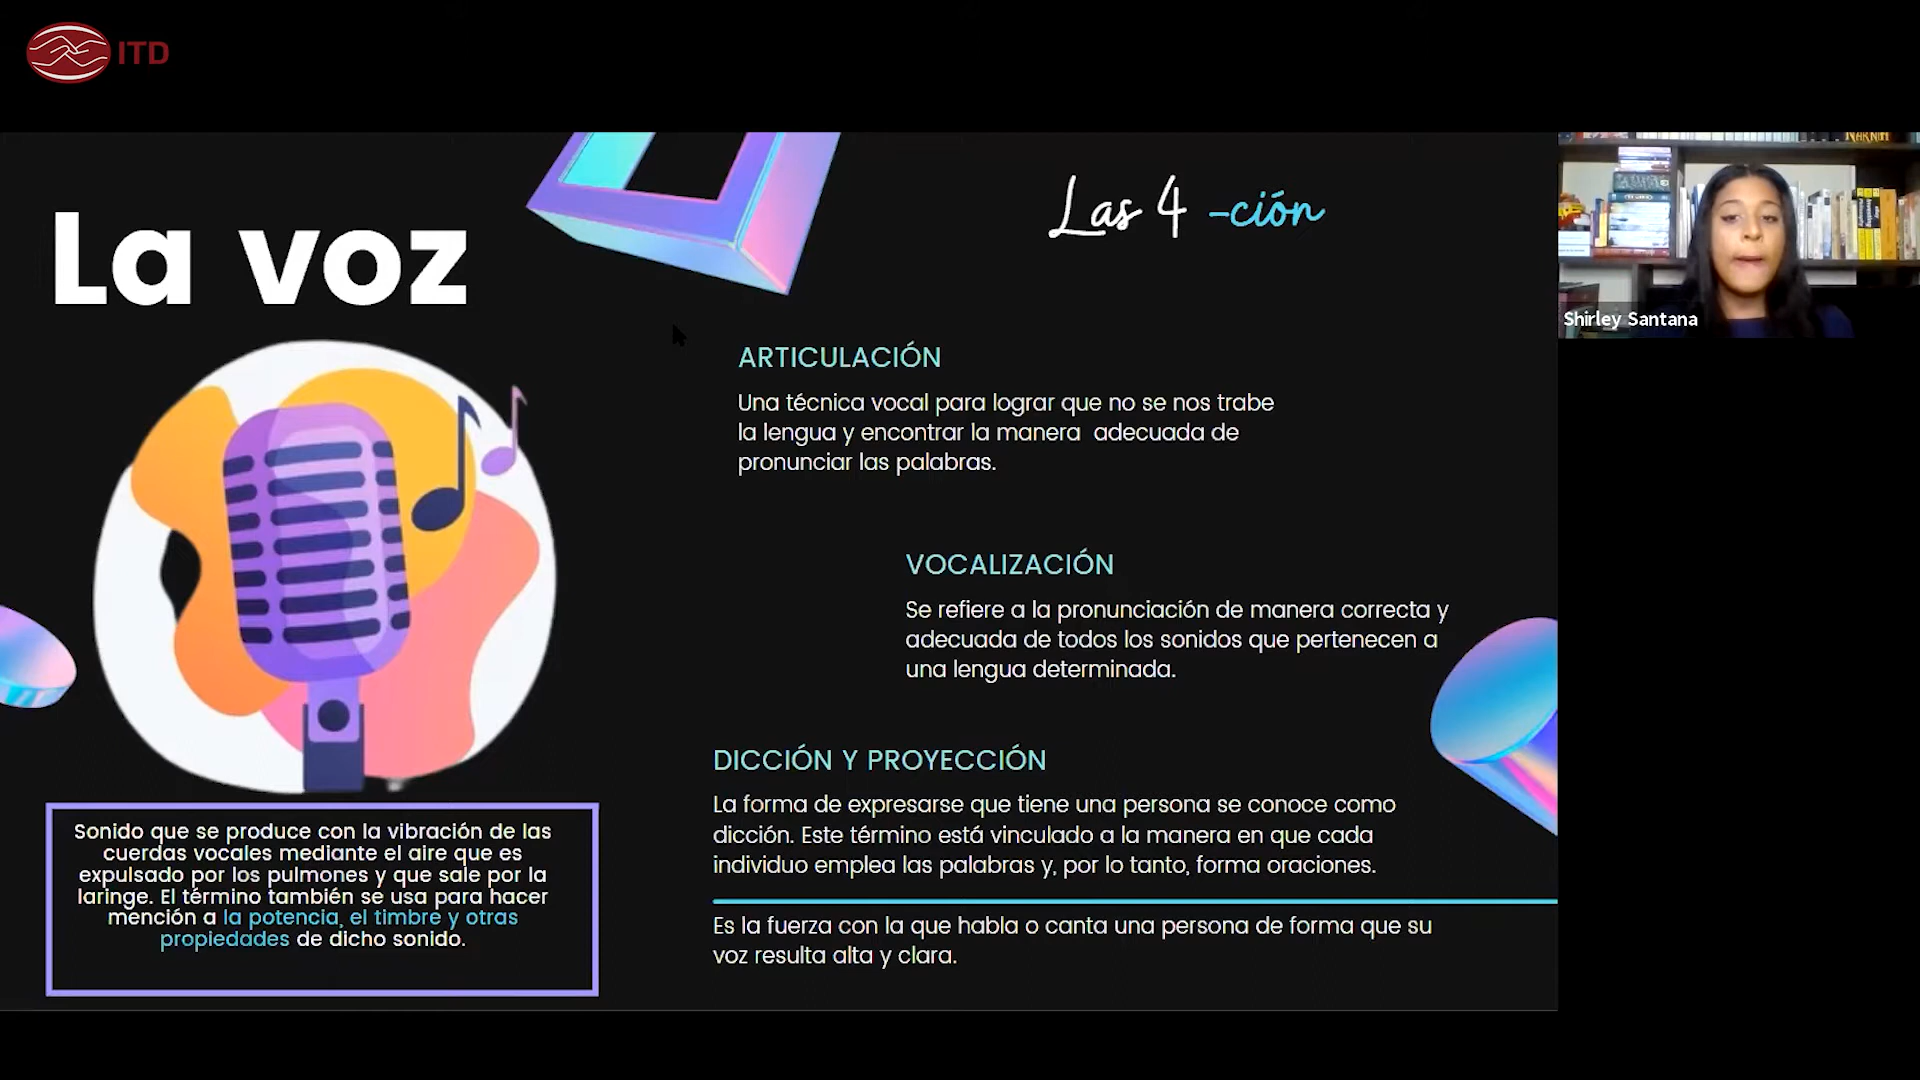 ITD
La voz
Las 4 -ción
NARNIA
Shirley Santana
ARTICULACIÓN
Una técnica vocal para lograr que no se nos trabe
la lengua y encontrar la manera adecuada de
pronunciar las palabras.
VOCALIZACIÓN
Se refiere a la pronunciación de manera correcta y
adecuada de todos los sonidos que pertenecen a
una lengua determinada.
DICCIÓN Y PROYECCIÓN
La forma de expresarse que tiene una persona se conoce como
dicción. Este término está vinculado a la manera en que cada
individuo emplea las palabras y, por lo tanto, forma oraciones.
Es la fuerza con la que habla o canta una persona de forma que su
voz resulta alta y clara.
Sonido que se produce con la vibración de las
cuerdas vocales mediante el aire que es
expulsado por los pulmones y que sale por la
laringe. El término también se usa para hacer
mención a la potencia, el timbre y otras
propiedades de dicho sonido.